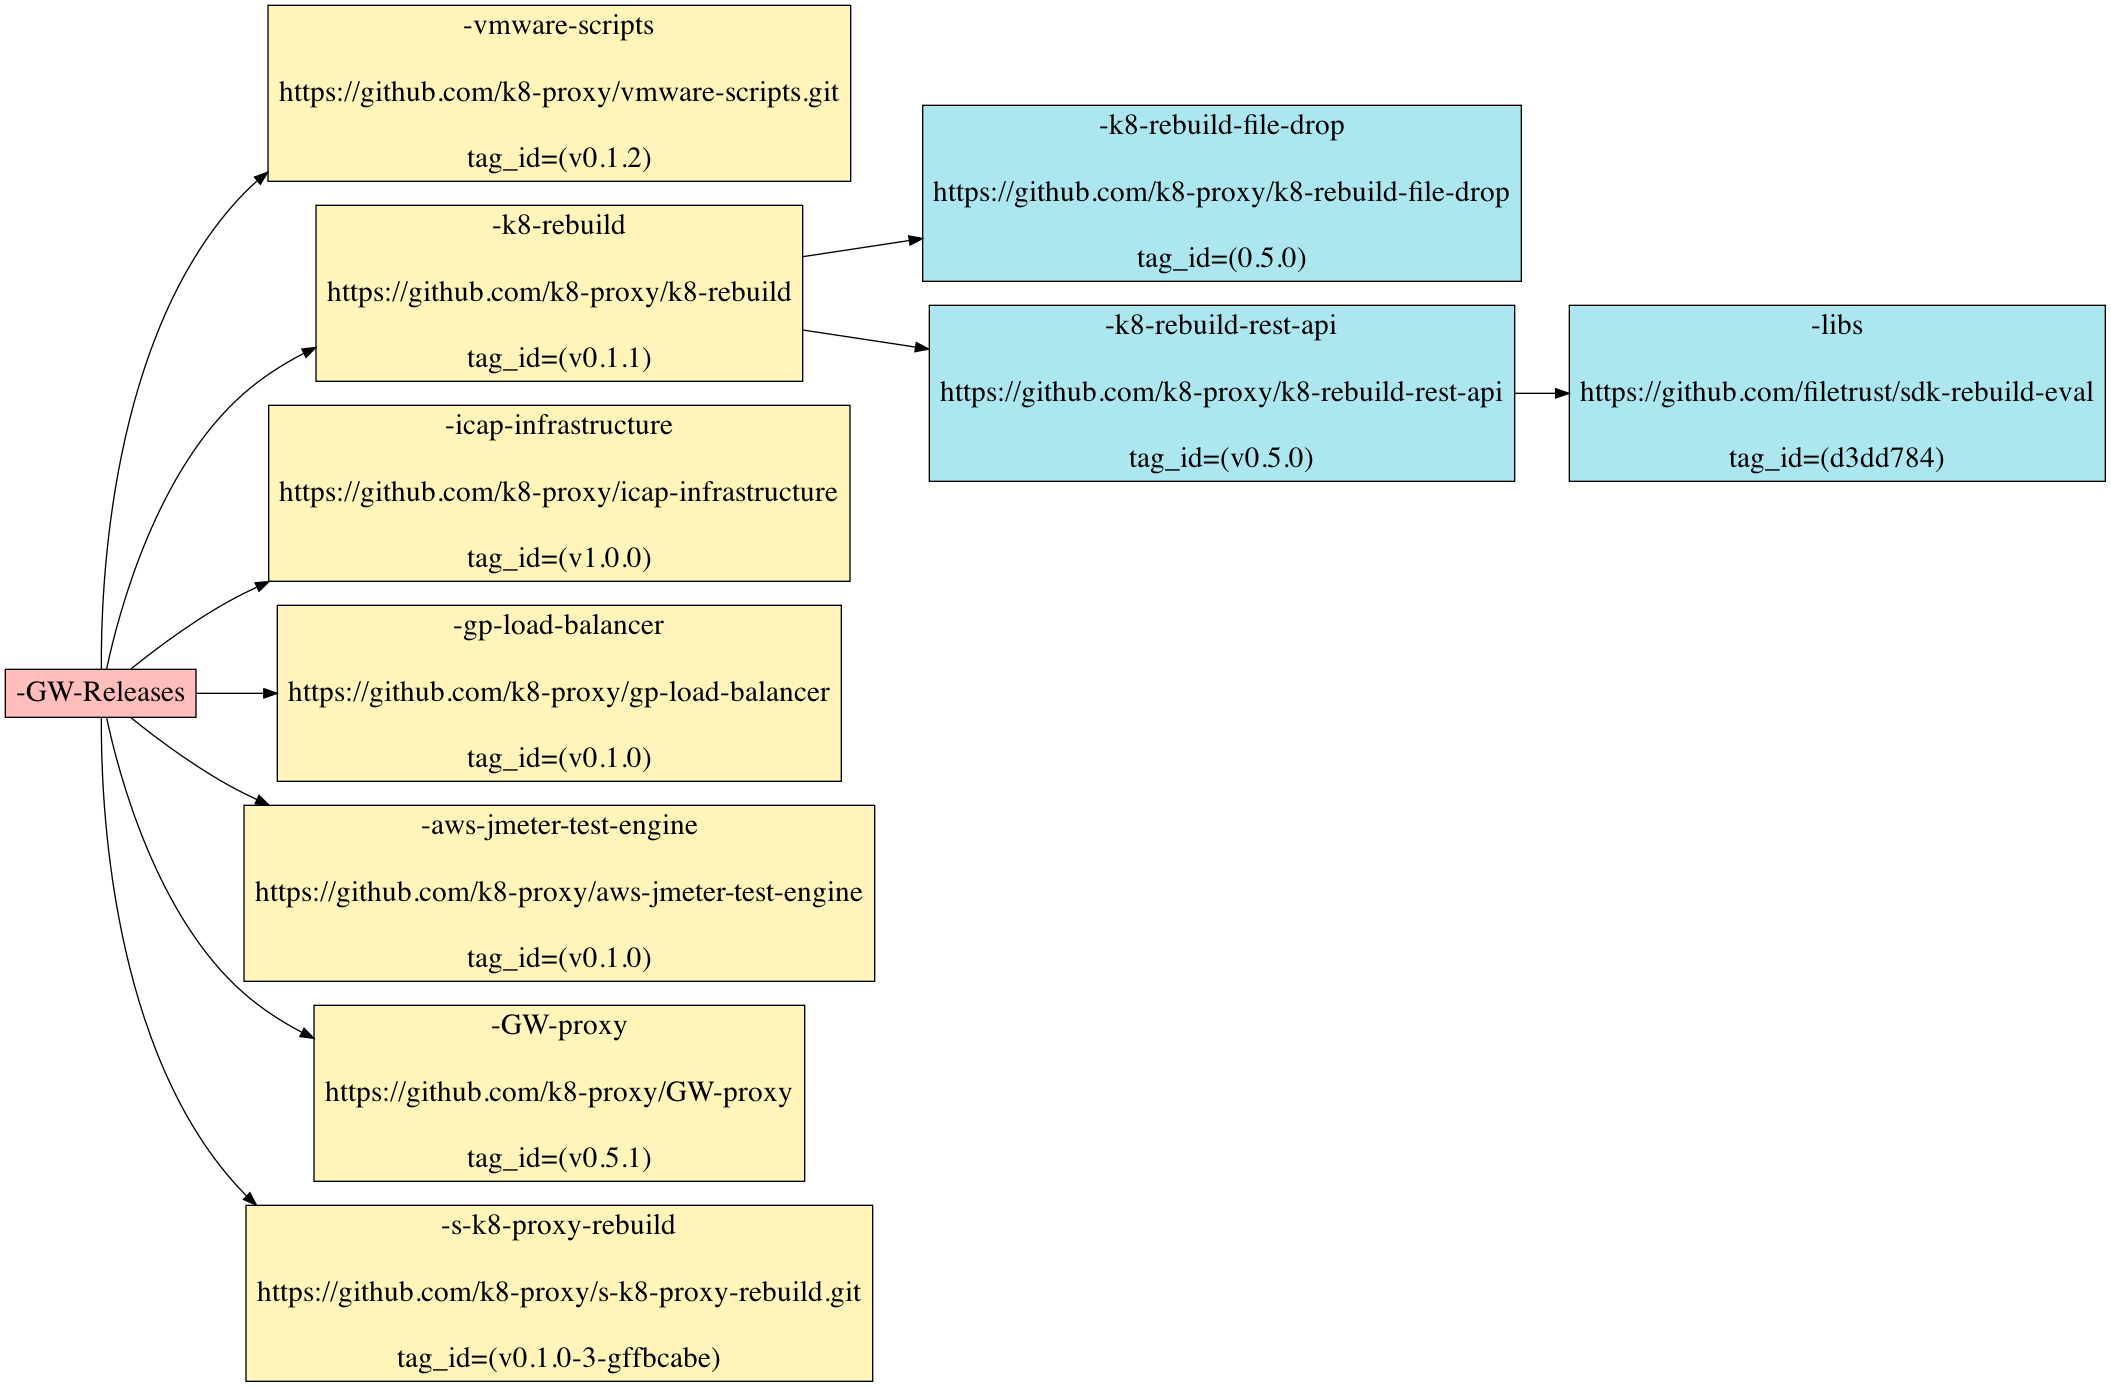 -vmware-scripts
https://github.com/k8-proxy/vmware-scripts.git
tag_id=(v0.1.2)
-k8-rebuild
https://github.com/k8-proxy/k8-rebuild
tag_id=(v0.1.1)
-k8-rebuild-file-drop
https://github.com/k8-proxy/k8-rebuild-file-drop
tag_id=(0.5.0)
-k8-rebuild-rest-api
https://github.com/k8-proxy/k8-rebuild-rest-api
tag_id=(v0.5.0)
-libs
https://github.com/filetrust/sdk-rebuild-eval
tag_id=(d3dd784)
-icap-infrastructure
https://github.com/k8-proxy/icap-infrastructure
tag_id=(v1.0.0)
-GW-Releases
-gp-load-balancer
https://github.com/k8-proxy/gp-load-balancer
tag_id=(v0.1.0)
-aws-jmeter-test-engine
https://github.com/k8-proxy/aws-jmeter-test-engine
tag_id=(v0.1.0)
-GW-proxy
https://github.com/k8-proxy/GW-proxy
tag_id=(v0.5.1)
-s-k8-proxy-rebuild
https://github.com/k8-proxy/s-k8-proxy-rebuild.git
tag_id=(v0.1.0-3-gffbcabe)